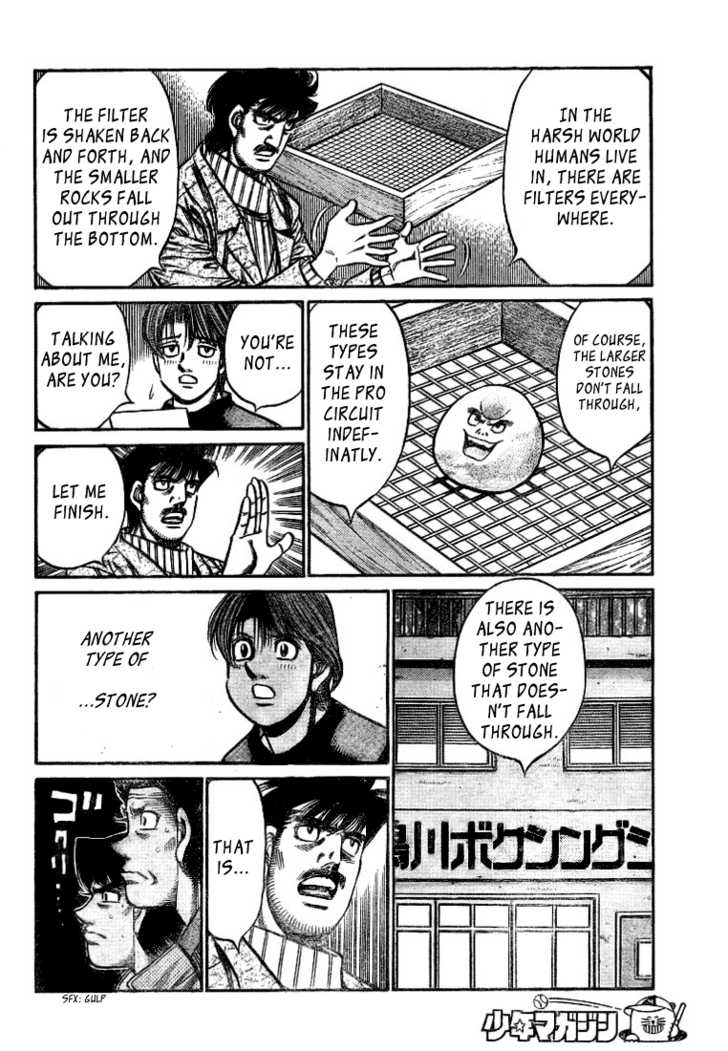 IN THE
HARSH WORLD
HUMANS LIVE
IN, THERE ARE
FILTERS EVERY-
WHERE.
THE FILTER
IS SHAKEN BACK
AND FORTH, AND
THE SMALLER
ROCKS FALL
OUT THROUGH
THE BOTTOM.
OF COURSE,
THE LARGER
STONES
DON'T FALL
THROUGH,
THESE
TYPES
STAY IN
THE PRO
CIRCUIT
INDEF-
INATLY.
YOU'RE
NOT...
TALKING
ABOUT ME,
ARE YOU?
LET ME
FINISH.
THERE IS
ALSO ANO-
THER TYPE
OF STONE
THAT DOES-
N'T FALL
THROUGH.
鴨川ボクシングジ
ANOTHER
TYPE OF
...STONE?
THAT
IS...
ゴ
SFX: GULP
少年マガジン